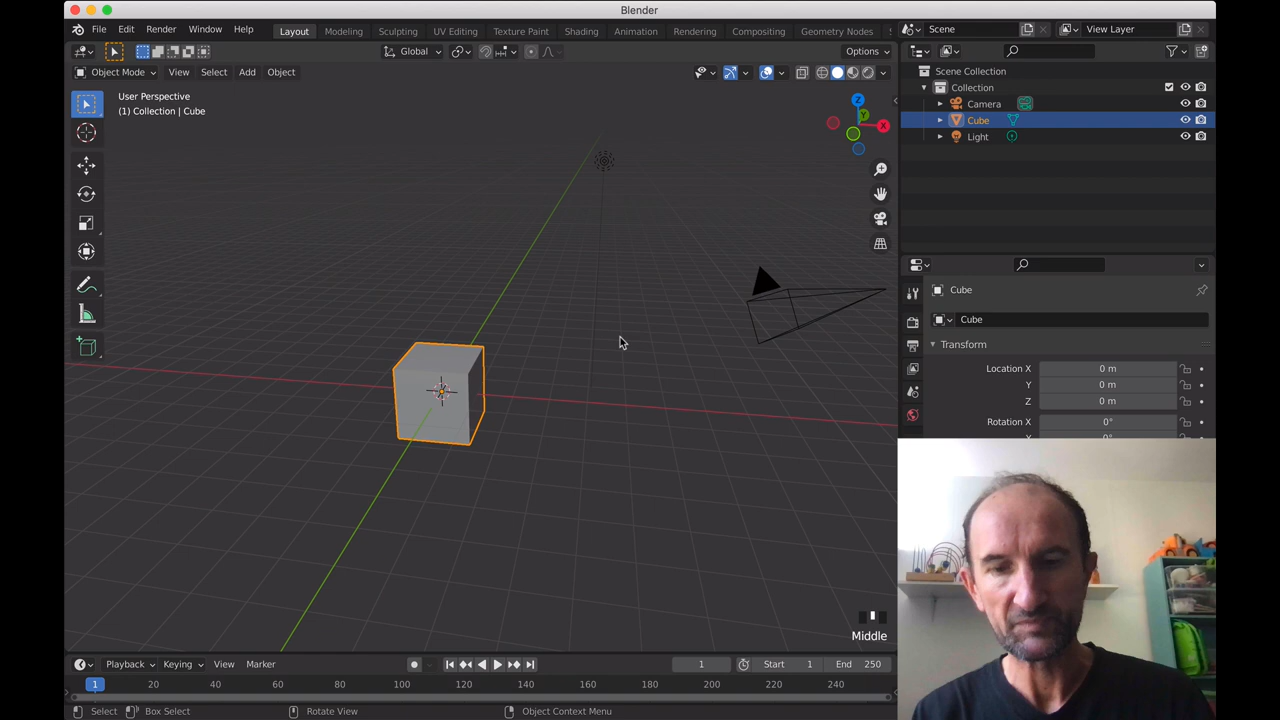 Blender
File Edit Render Window Help
Layout Modeling Sculpting UV Editing Texture Paint Shading Animation Rendering Compositing Geometry Nodes
Scene View Layer
Global Options
Object Mode View Select Add Object
User Perspective
(1) Collection | Cube
Z
Y
X
Scene Collection
Collection
Camera
Cube
Light
Cube
Cube
Transform
Location X 0 m
Y 0 m
Z 0 m
Rotation X 0°
Y 0°
Middle
Playback Keying View Marker 1 Start 1 End 250
1 20 40 60 80 100 120 140 160 180 200 220 240
Select Box Select Rotate View Object Context Menu